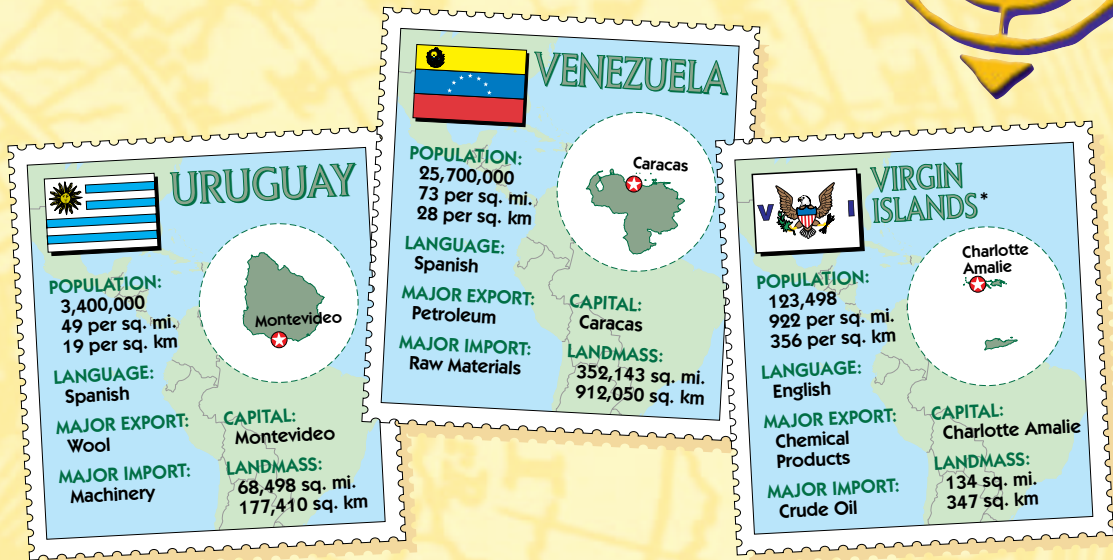 URUGUAY
POPULATION:
3,400,000
49 per sq. mi.
19 per sq. km
LANGUAGE:
Spanish
MAJOR EXPORT:
Wool
MAJOR IMPORT:
Machinery
Montevideo
CAPITAL:
Montevideo
LANDMASS:
68,498 sq. mi.
177,410 sq. km
VENEZUELA
POPULATION:
25,700,000
73 per sq. mi.
28 per sq. km
LANGUAGE:
Spanish
MAJOR EXPORT:
Petroleum
MAJOR IMPORT:
Raw Materials
Caracas
CAPITAL:
Caracas
LANDMASS:
352,143 sq. mi.
912,050 sq. km
V I
VIRGIN
ISLANDS*
POPULATION:
123,498
922 per sq. mi.
356 per sq. km
LANGUAGE:
English
MAJOR EXPORT:
Chemical
Products
MAJOR IMPORT:
Crude Oil
Charlotte
Amalie
CAPITAL:
Charlotte Amalie
LANDMASS:
134 sq. mi.
347 sq. km